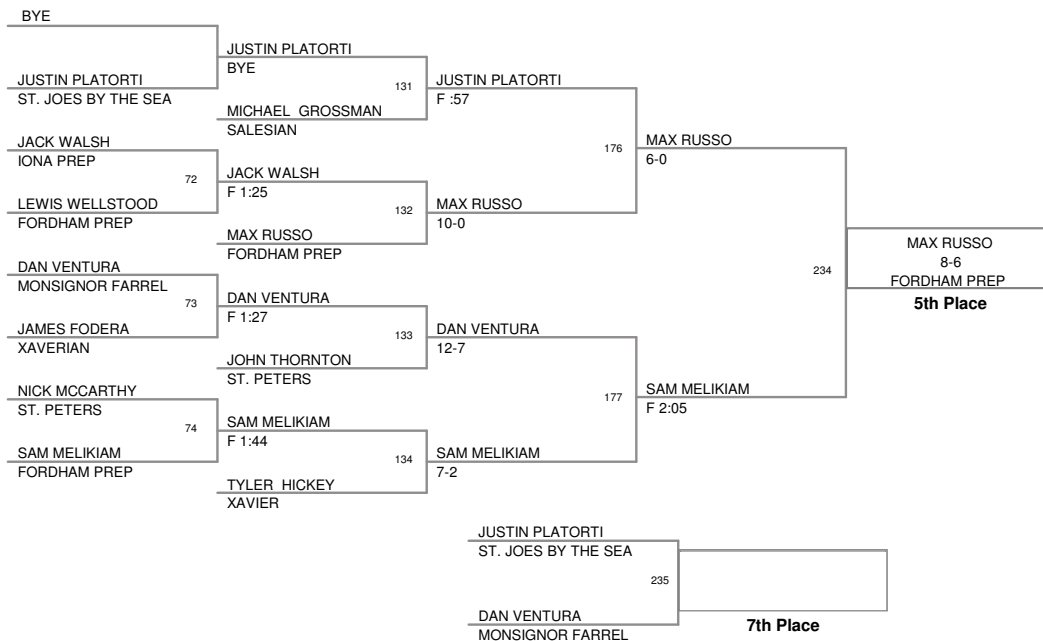 BYE
JUSTIN PLATORTI
ST. JOES BY THE SEA
JACK WALSH
IONA PREP
72
LEWIS WELLSTOOD
FORDHAM PREP
DAN VENTURA
MONSIGNOR FARREL
73
JAMES FODERA
XAVERIAN
NICK MCCARTHY
ST. PETERS
74
SAM MELIKIAM
FORDHAM PREP
JUSTIN PLATORTI
BYE
131
MICHAEL GROSSMAN
SALESIAN
JACK WALSH
F 1:25
132
MAX RUSSO
FORDHAM PREP
DAN VENTURA
F 1:27
133
JOHN THORNTON
ST. PETERS
SAM MELIKIAM
F 1:44
134
TYLER HICKEY
XAVIER
JUSTIN PLATORTI
F :57
176
MAX RUSSO
10-0
DAN VENTURA
12-7
177
SAM MELIKIAM
7-2
MAX RUSSO
6-0
234
SAM MELIKIAM
F 2:05
MAX RUSSO
8-6
FORDHAM PREP
5th Place
JUSTIN PLATORTI
ST. JOES BY THE SEA
235
DAN VENTURA
MONSIGNOR FARREL
7th Place